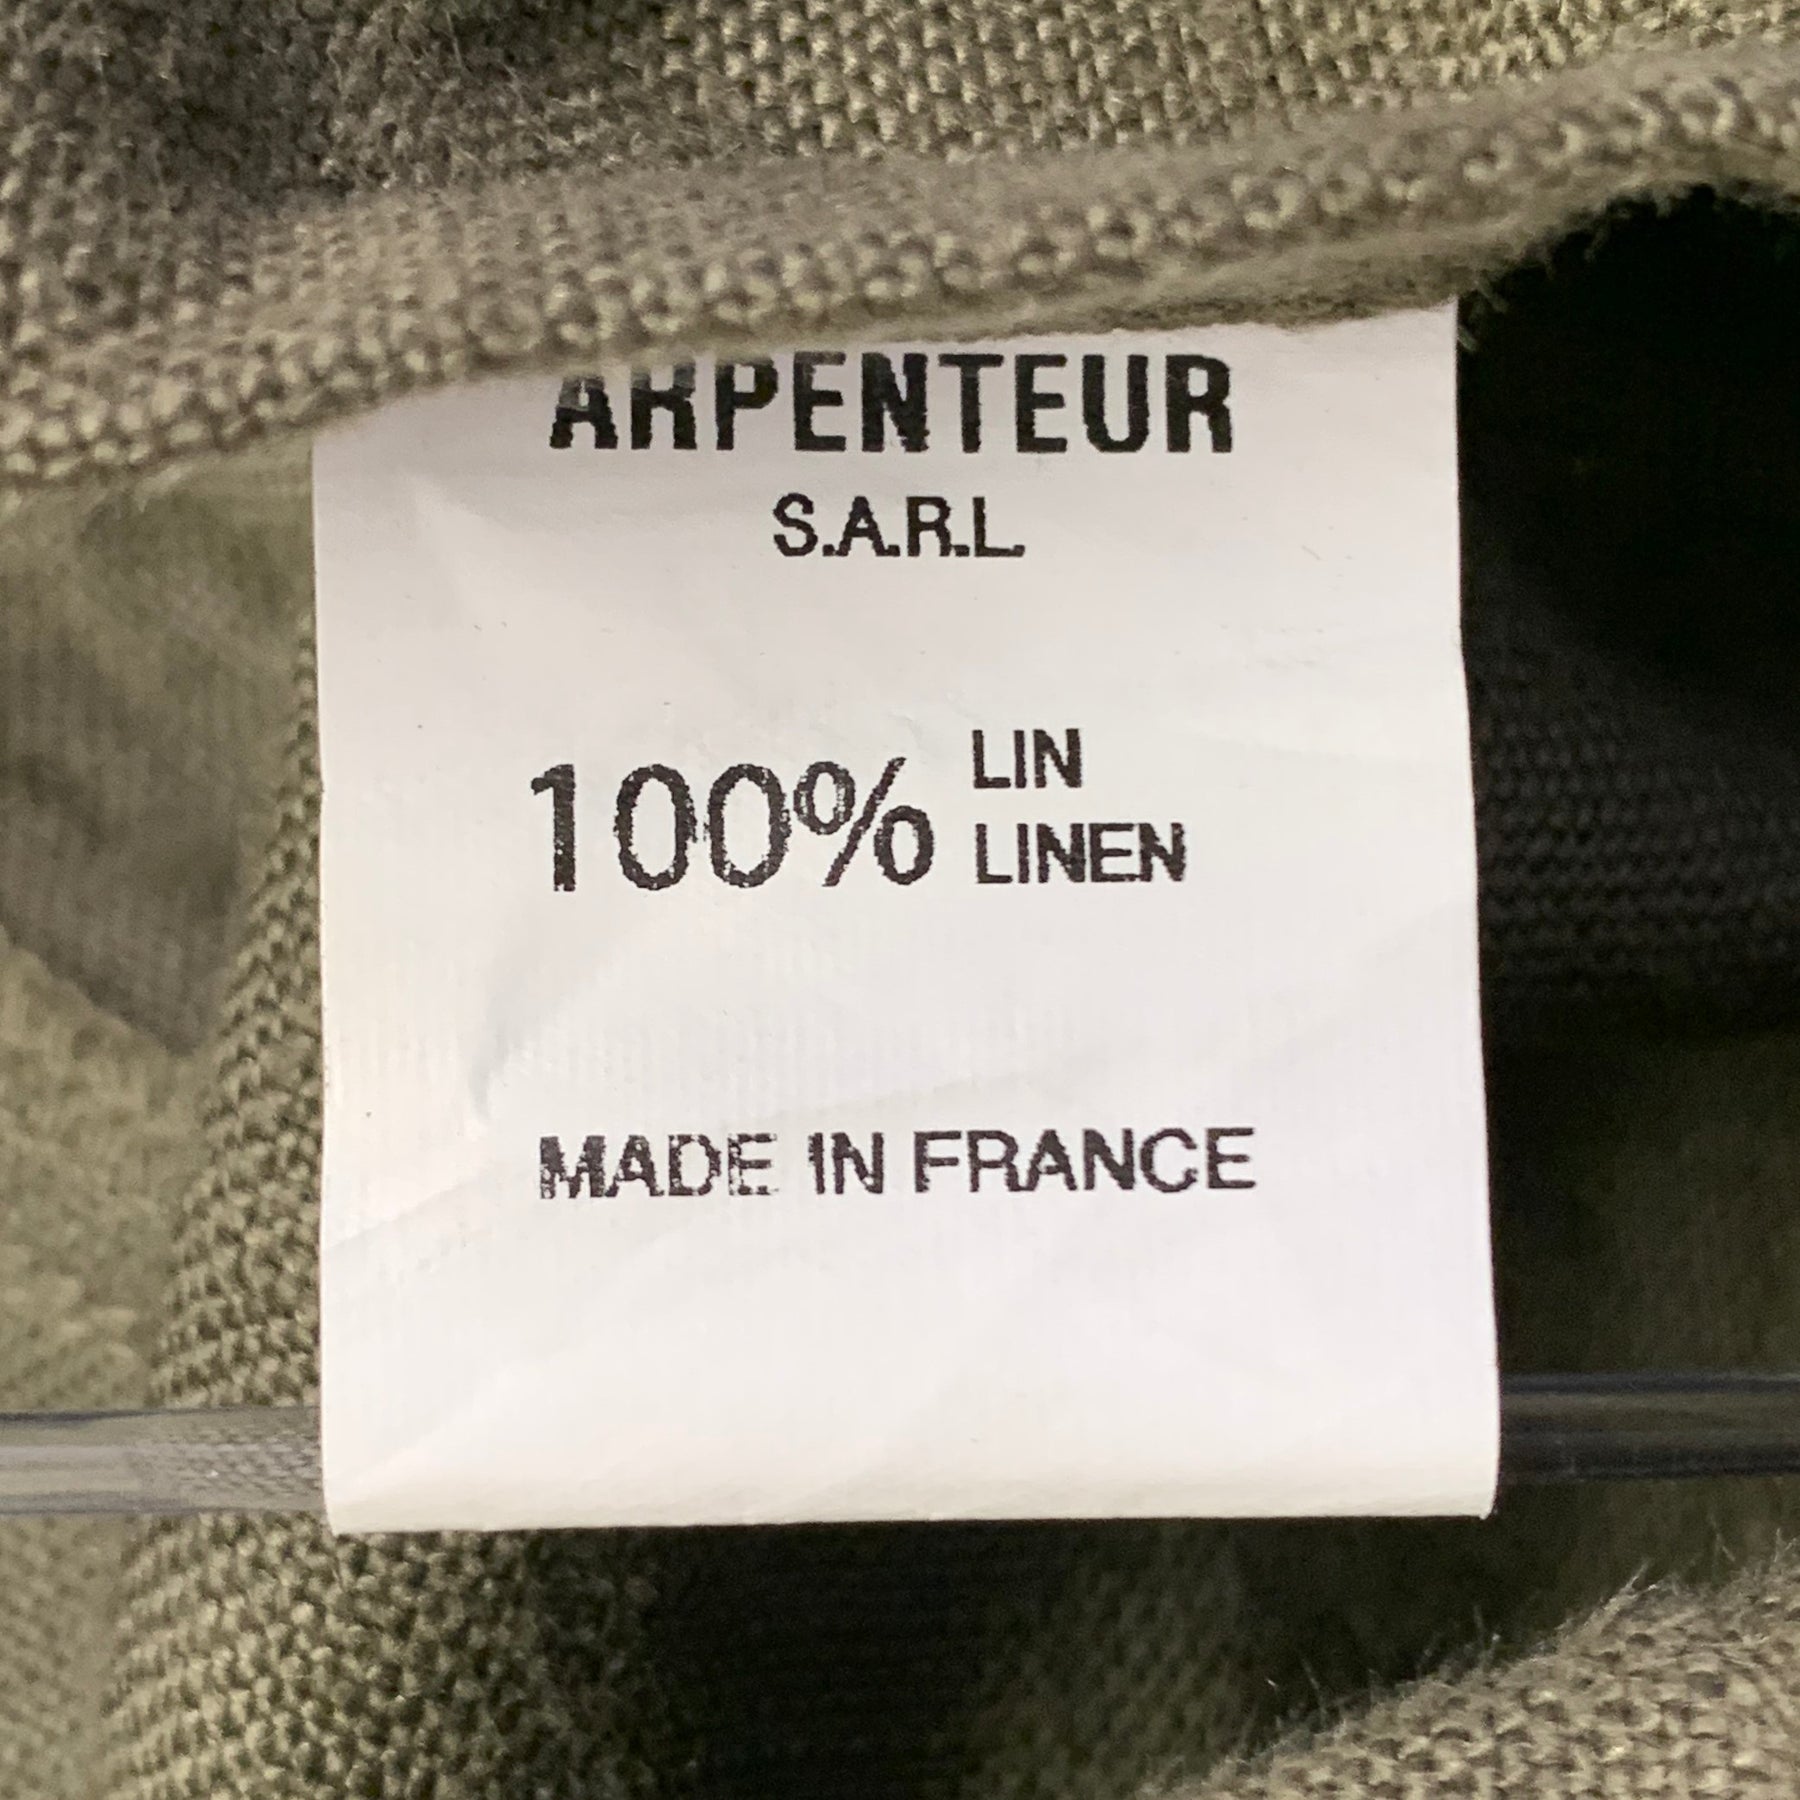 ARPENTEUR
S.A.R.L.
100% LIN
LINEN
MADE IN FRANCE